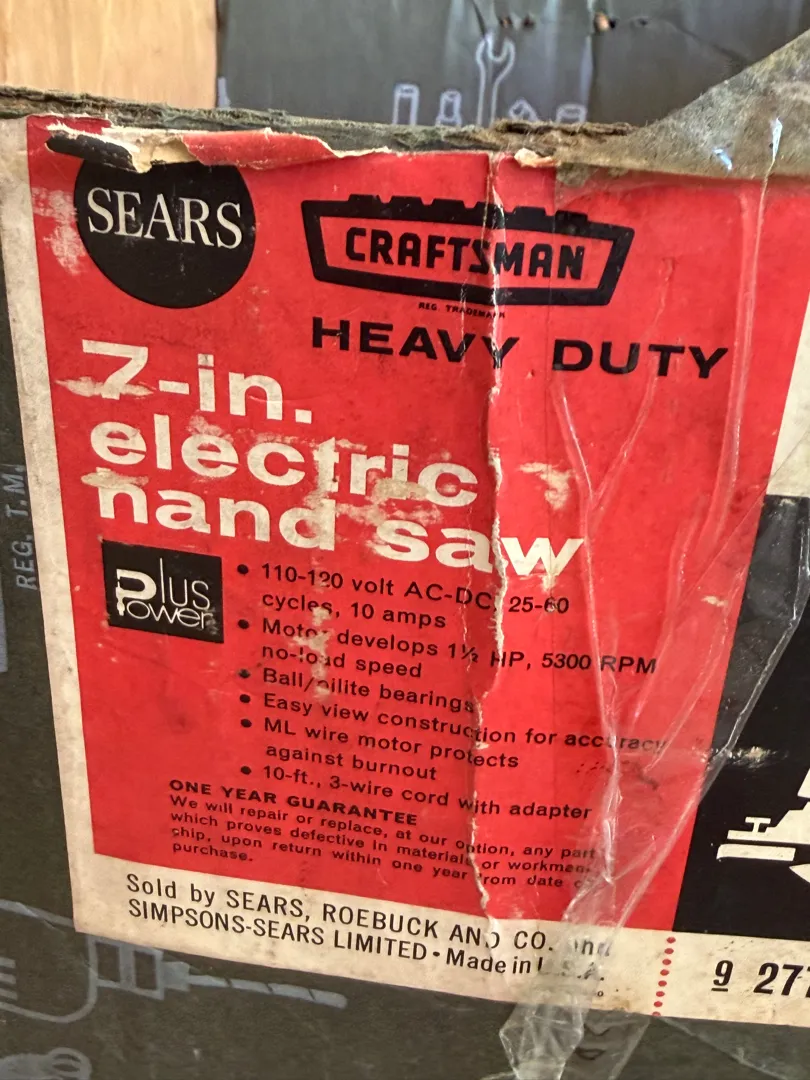 SEARS
CRAFTSMAN
REG. TRADEMARK
HEAVY DUTY
7-in.
electric
hand saw
Plus
Power
• 110-120 volt AC-DC, 25-60
cycles, 10 amps
• Motor develops 1½ HP, 5300 RPM
no-load speed
• Ball/oilite bearings
• Easy view construction for accuracy
• ML wire motor protects
against burnout
• 10-ft., 3-wire cord with adapter
ONE YEAR GUARANTEE
We will repair or replace, at our option, any part
which proves defective in material or workman-
ship, upon return within one year from date of
purchase.
Sold by SEARS, ROEBUCK AND CO. and
SIMPSONS-SEARS LIMITED • Made in U.S.A.
9 277
REG. T.M.